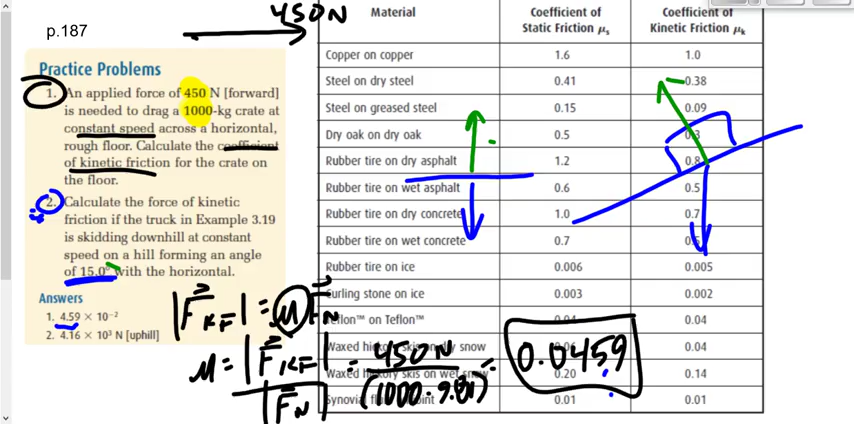 p.187
450N
Practice Problems
1. An applied force of 450 N [forward]
is needed to drag a 1000-kg crate at
constant speed across a horizontal,
rough floor. Calculate the coefficient
of kinetic friction for the crate on
the floor.
2. Calculate the force of kinetic
friction if the truck in Example 3.19
is skidding downhill at constant
speed on a hill forming an angle
of 15.0° with the horizontal.
Answers
1. 4.59 × 10⁻²
2. 4.16 × 10³ N [uphill]
Material Coefficient of Static Friction μs Coefficient of Kinetic Friction μk
Copper on copper 1.6 1.0
Steel on dry steel 0.41 0.38
Steel on greased steel 0.15 0.09
Dry oak on dry oak 0.5 0.3
Rubber tire on dry asphalt 1.2 0.8
Rubber tire on wet asphalt 0.6 0.5
Rubber tire on dry concrete 1.0 0.7
Rubber tire on wet concrete 0.7
Rubber tire on ice 0.006 0.005
Curling stone on ice 0.003 0.002
Teflon™ on Teflon™ 0.04 0.04
Waxed hickory skis on dry snow 0.06 0.04
Waxed hickory skis on wet snow 0.20 0.14
Synovial joint 0.01 0.01
|F⃗KF| = μF⃗N
μ = |F⃗KF| / |F⃗N| = 450N / (1000·9.81) = 0.0459